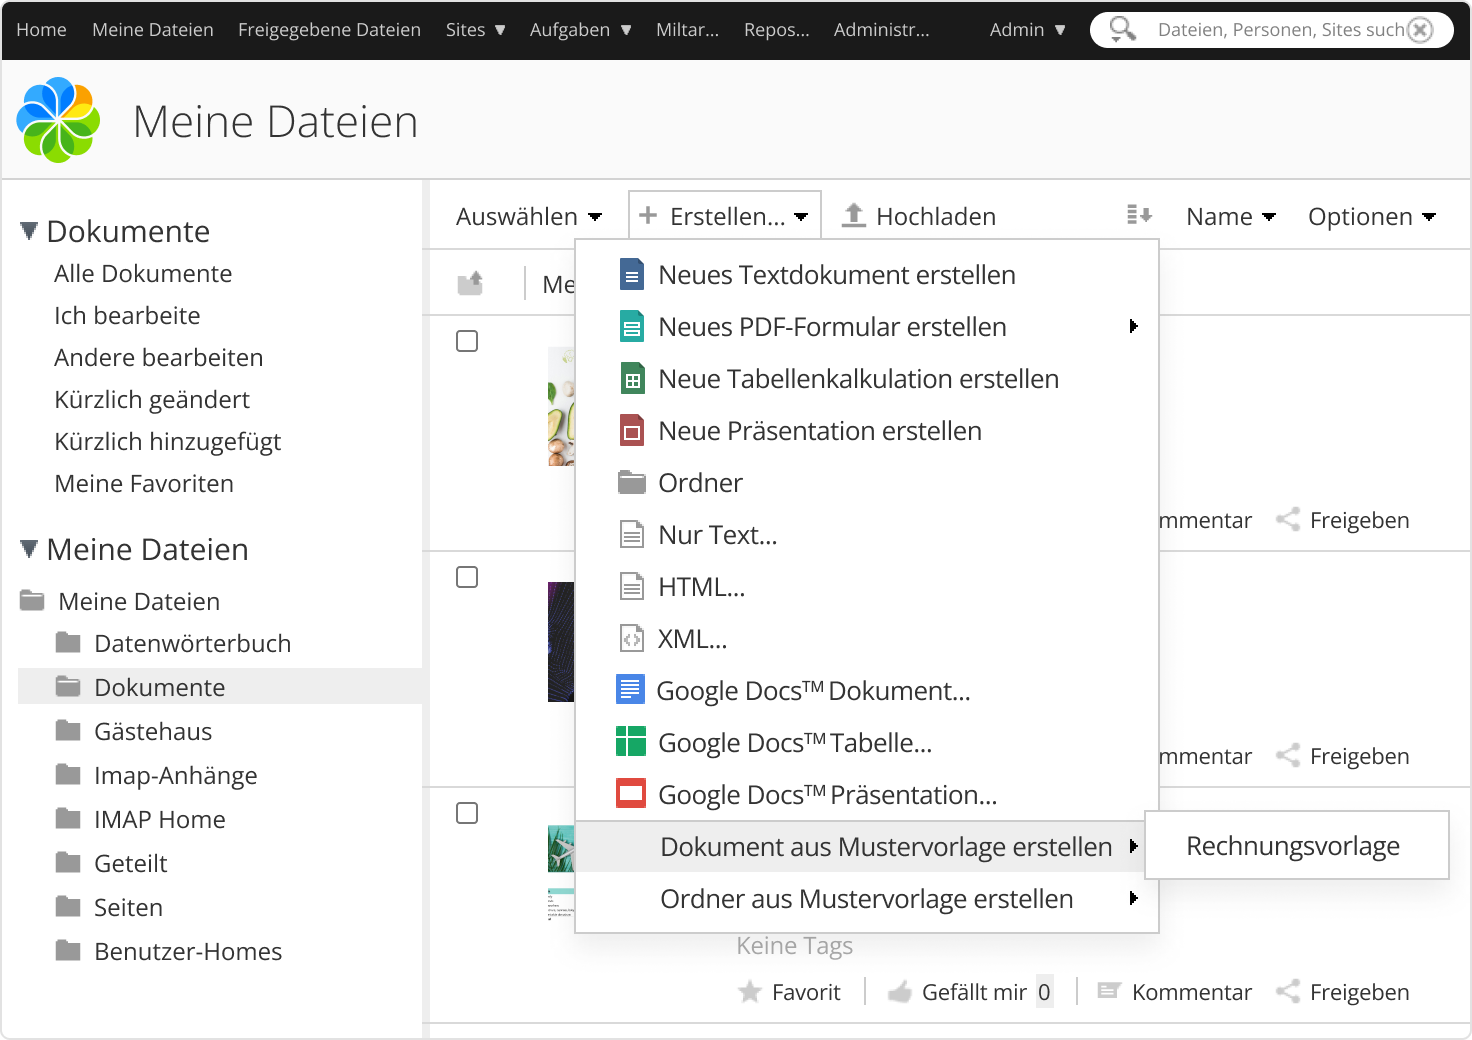 Home Meine Dateien Freigegebene Dateien Sites Aufgaben Miltar... Repos... Administr... Admin Dateien, Personen, Sites such
Meine Dateien
Dokumente
Alle Dokumente
Ich bearbeite
Andere bearbeiten
Kürzlich geändert
Kürzlich hinzugefügt
Meine Favoriten
Meine Dateien
Meine Dateien
Datenwörterbuch
Dokumente
Gästehaus
Imap-Anhänge
IMAP Home
Geteilt
Seiten
Benutzer-Homes
Auswählen Erstellen... Hochladen Name Optionen
Me
Neues Textdokument erstellen
Neues PDF-Formular erstellen
Neue Tabellenkalkulation erstellen
Neue Präsentation erstellen
Ordner
Nur Text...
HTML...
XML...
Google Docs™ Dokument...
Google Docs™ Tabelle...
Google Docs™ Präsentation...
Dokument aus Mustervorlage erstellen
Ordner aus Mustervorlage erstellen
Rechnungsvorlage
mmentar Freigeben
mmentar Freigeben
Keine Tags
Favorit Gefällt mir 0 Kommentar Freigeben